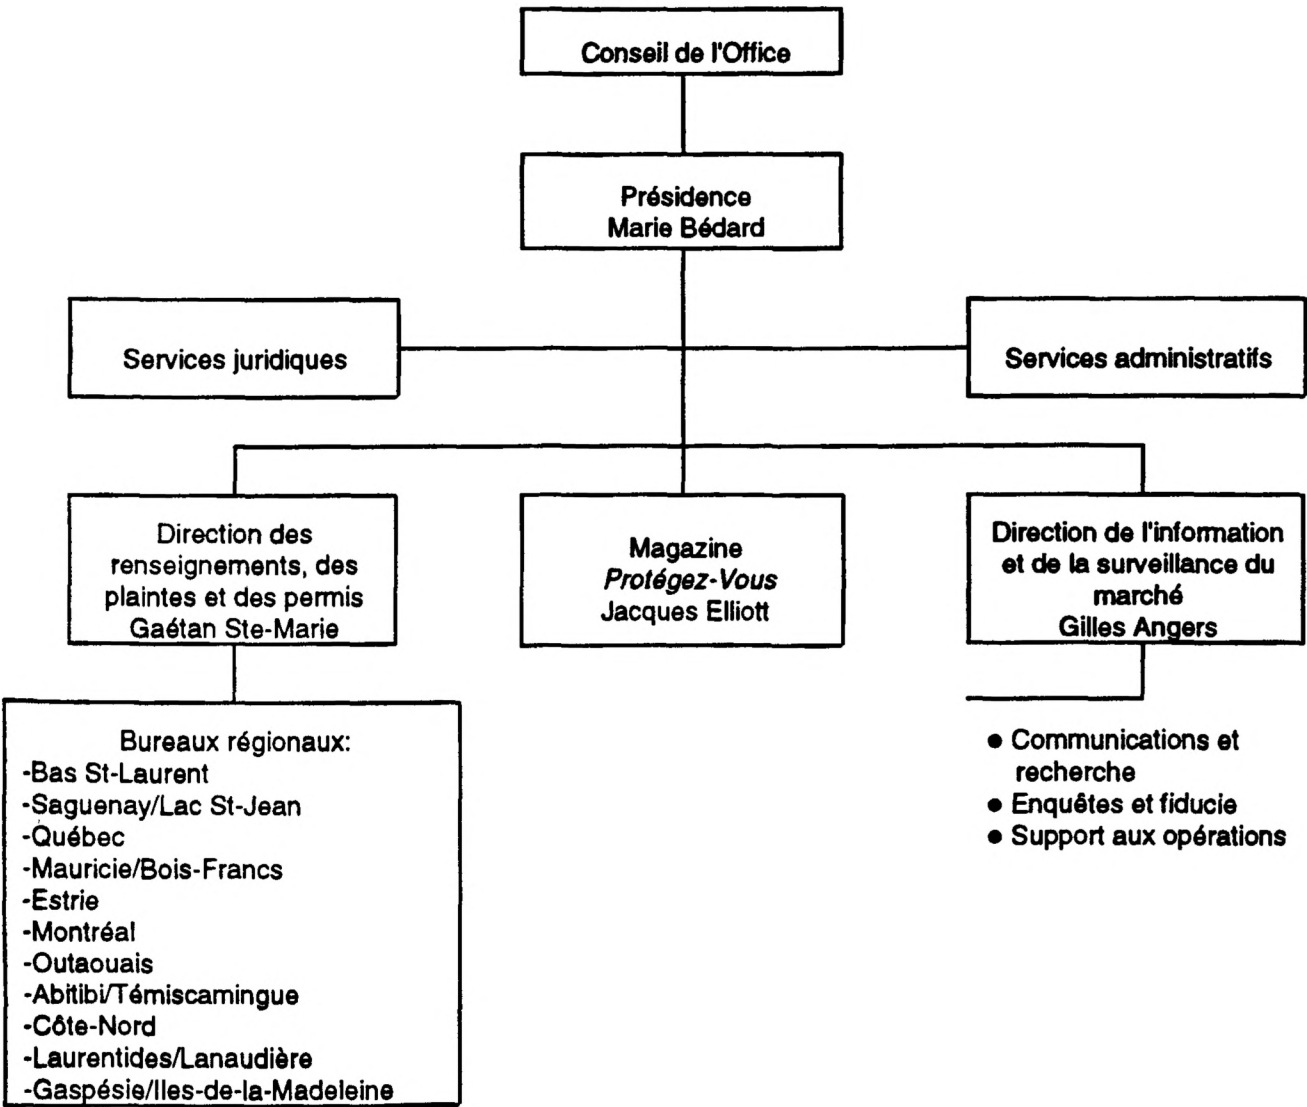 Conseil de l'Office
Présidence
Marie Bédard
Services juridiques
Services administratifs
Direction des
renseignements, des
plaintes et des permis
Gaétan Ste-Marie
Magazine
Protégez-Vous
Jacques Elliott
Direction de l'information
et de la surveillance du
marché
Gilles Angers
Bureaux régionaux:
-Bas St-Laurent
-Saguenay/Lac St-Jean
-Québec
-Mauricie/Bois-Francs
-Estrie
-Montréal
-Outaouais
-Abitibi/Témiscamingue
-Côte-Nord
-Laurentides/Lanaudière
-Gaspésie/Iles-de-la-Madeleine
● Communications et
recherche
● Enquêtes et fiducie
● Support aux opérations